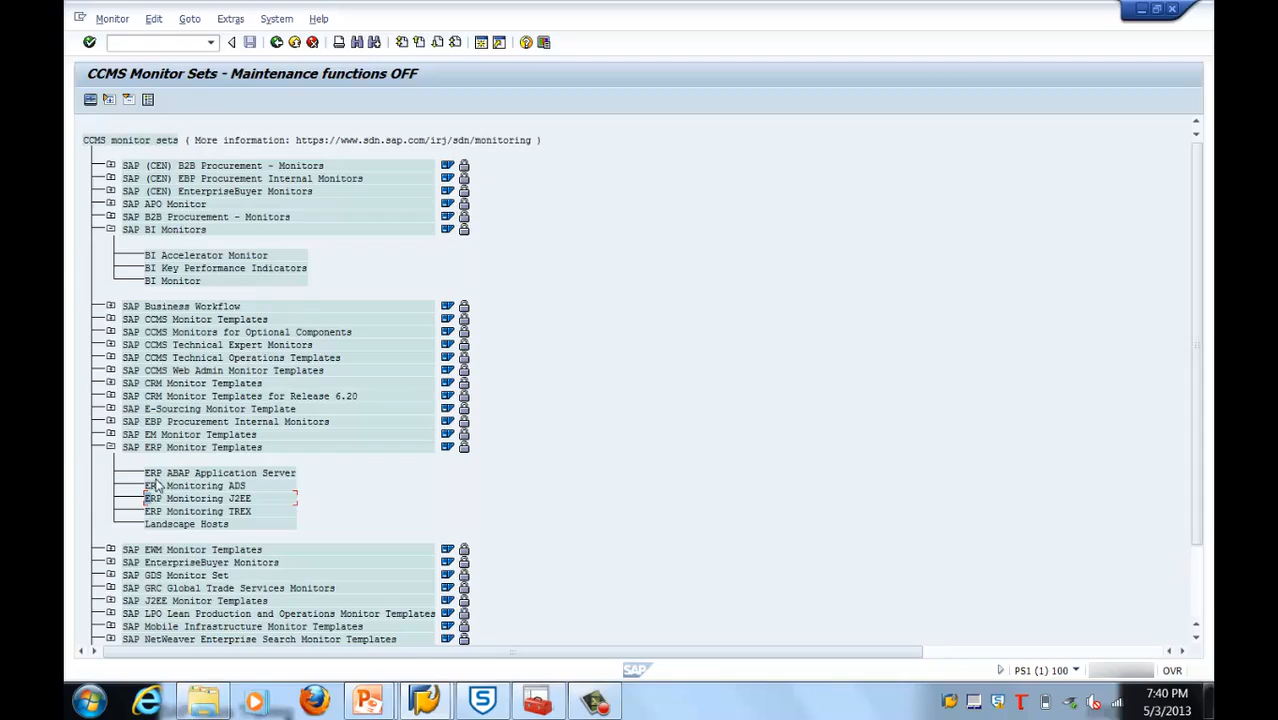 Monitor Edit Goto Extras System Help
CCMS Monitor Sets - Maintenance functions OFF
CCMS monitor sets ( More information: https://www.sdn.sap.com/irj/sdn/monitoring )
SAP (CEN) B2B Procurement - Monitors
SAP (CEN) EBP Procurement Internal Monitors
SAP (CEN) EnterpriseBuyer Monitors
SAP APO Monitor
SAP B2B Procurement - Monitors
SAP BI Monitors
BI Accelerator Monitor
BI Key Performance Indicators
BI Monitor
SAP Business Workflow
SAP CCMS Monitor Templates
SAP CCMS Monitors for Optional Components
SAP CCMS Technical Expert Monitors
SAP CCMS Technical Operations Templates
SAP CCMS Web Admin Monitor Templates
SAP CRM Monitor Templates
SAP CRM Monitor Templates for Release 6.20
SAP E-Sourcing Monitor Template
SAP EBP Procurement Internal Monitors
SAP EM Monitor Templates
SAP ERP Monitor Templates
ERP ABAP Application Server
ERP Monitoring ADS
ERP Monitoring J2EE
ERP Monitoring TREX
Landscape Hosts
SAP EWM Monitor Templates
SAP EnterpriseBuyer Monitors
SAP GDS Monitor Set
SAP GRC Global Trade Services Monitors
SAP J2EE Monitor Templates
SAP LPO Lean Production and Operations Monitor Templates
SAP Mobile Infrastructure Monitor Templates
SAP NetWeaver Enterprise Search Monitor Templates
SAP
PS1 (1) 100 OVR
7:40 PM
5/3/2013